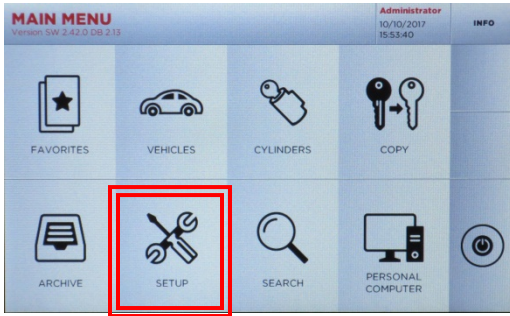 MAIN MENU
Version SW 2.42.0 DB 2.13
Administrator
10/10/2017
15:53:40
INFO
FAVORITES
VEHICLES
CYLINDERS
COPY
ARCHIVE
SETUP
SEARCH
PERSONAL
COMPUTER